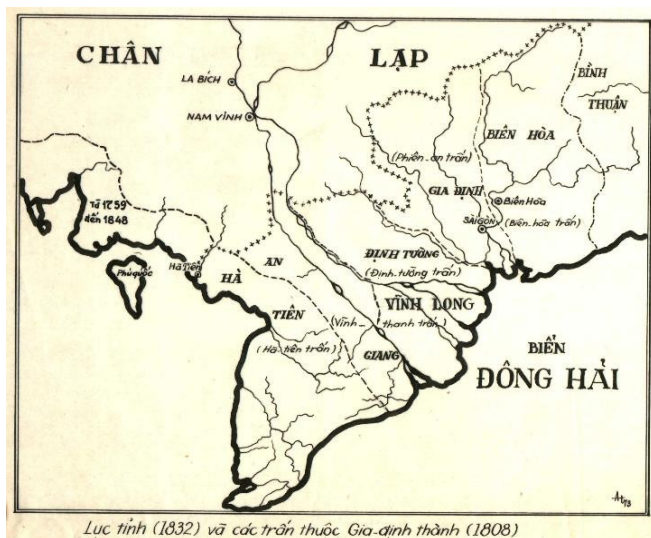 CHÂN LẠP
LA BÍCH
NAM VĨNH
BÌNH
THUẬN
BIÊN HÒA
(Phiên-an trấn)
GIA ĐỊNH
Biên Hòa
SÀIGÒN
(Biên-hòa trấn)
Từ 1759
đến 1848
Phú quốc
Hà Tiên
HÀ
TIÊN
(Hà-tiên trấn)
AN
GIANG
ĐỊNH TƯỜNG
(Định-tường trấn)
VĨNH LONG
(Vĩnh-
thanh trấn)
BIỂN
ĐÔNG HẢI
Lục tỉnh (1832) và các trấn thuộc Gia-định thành (1808)